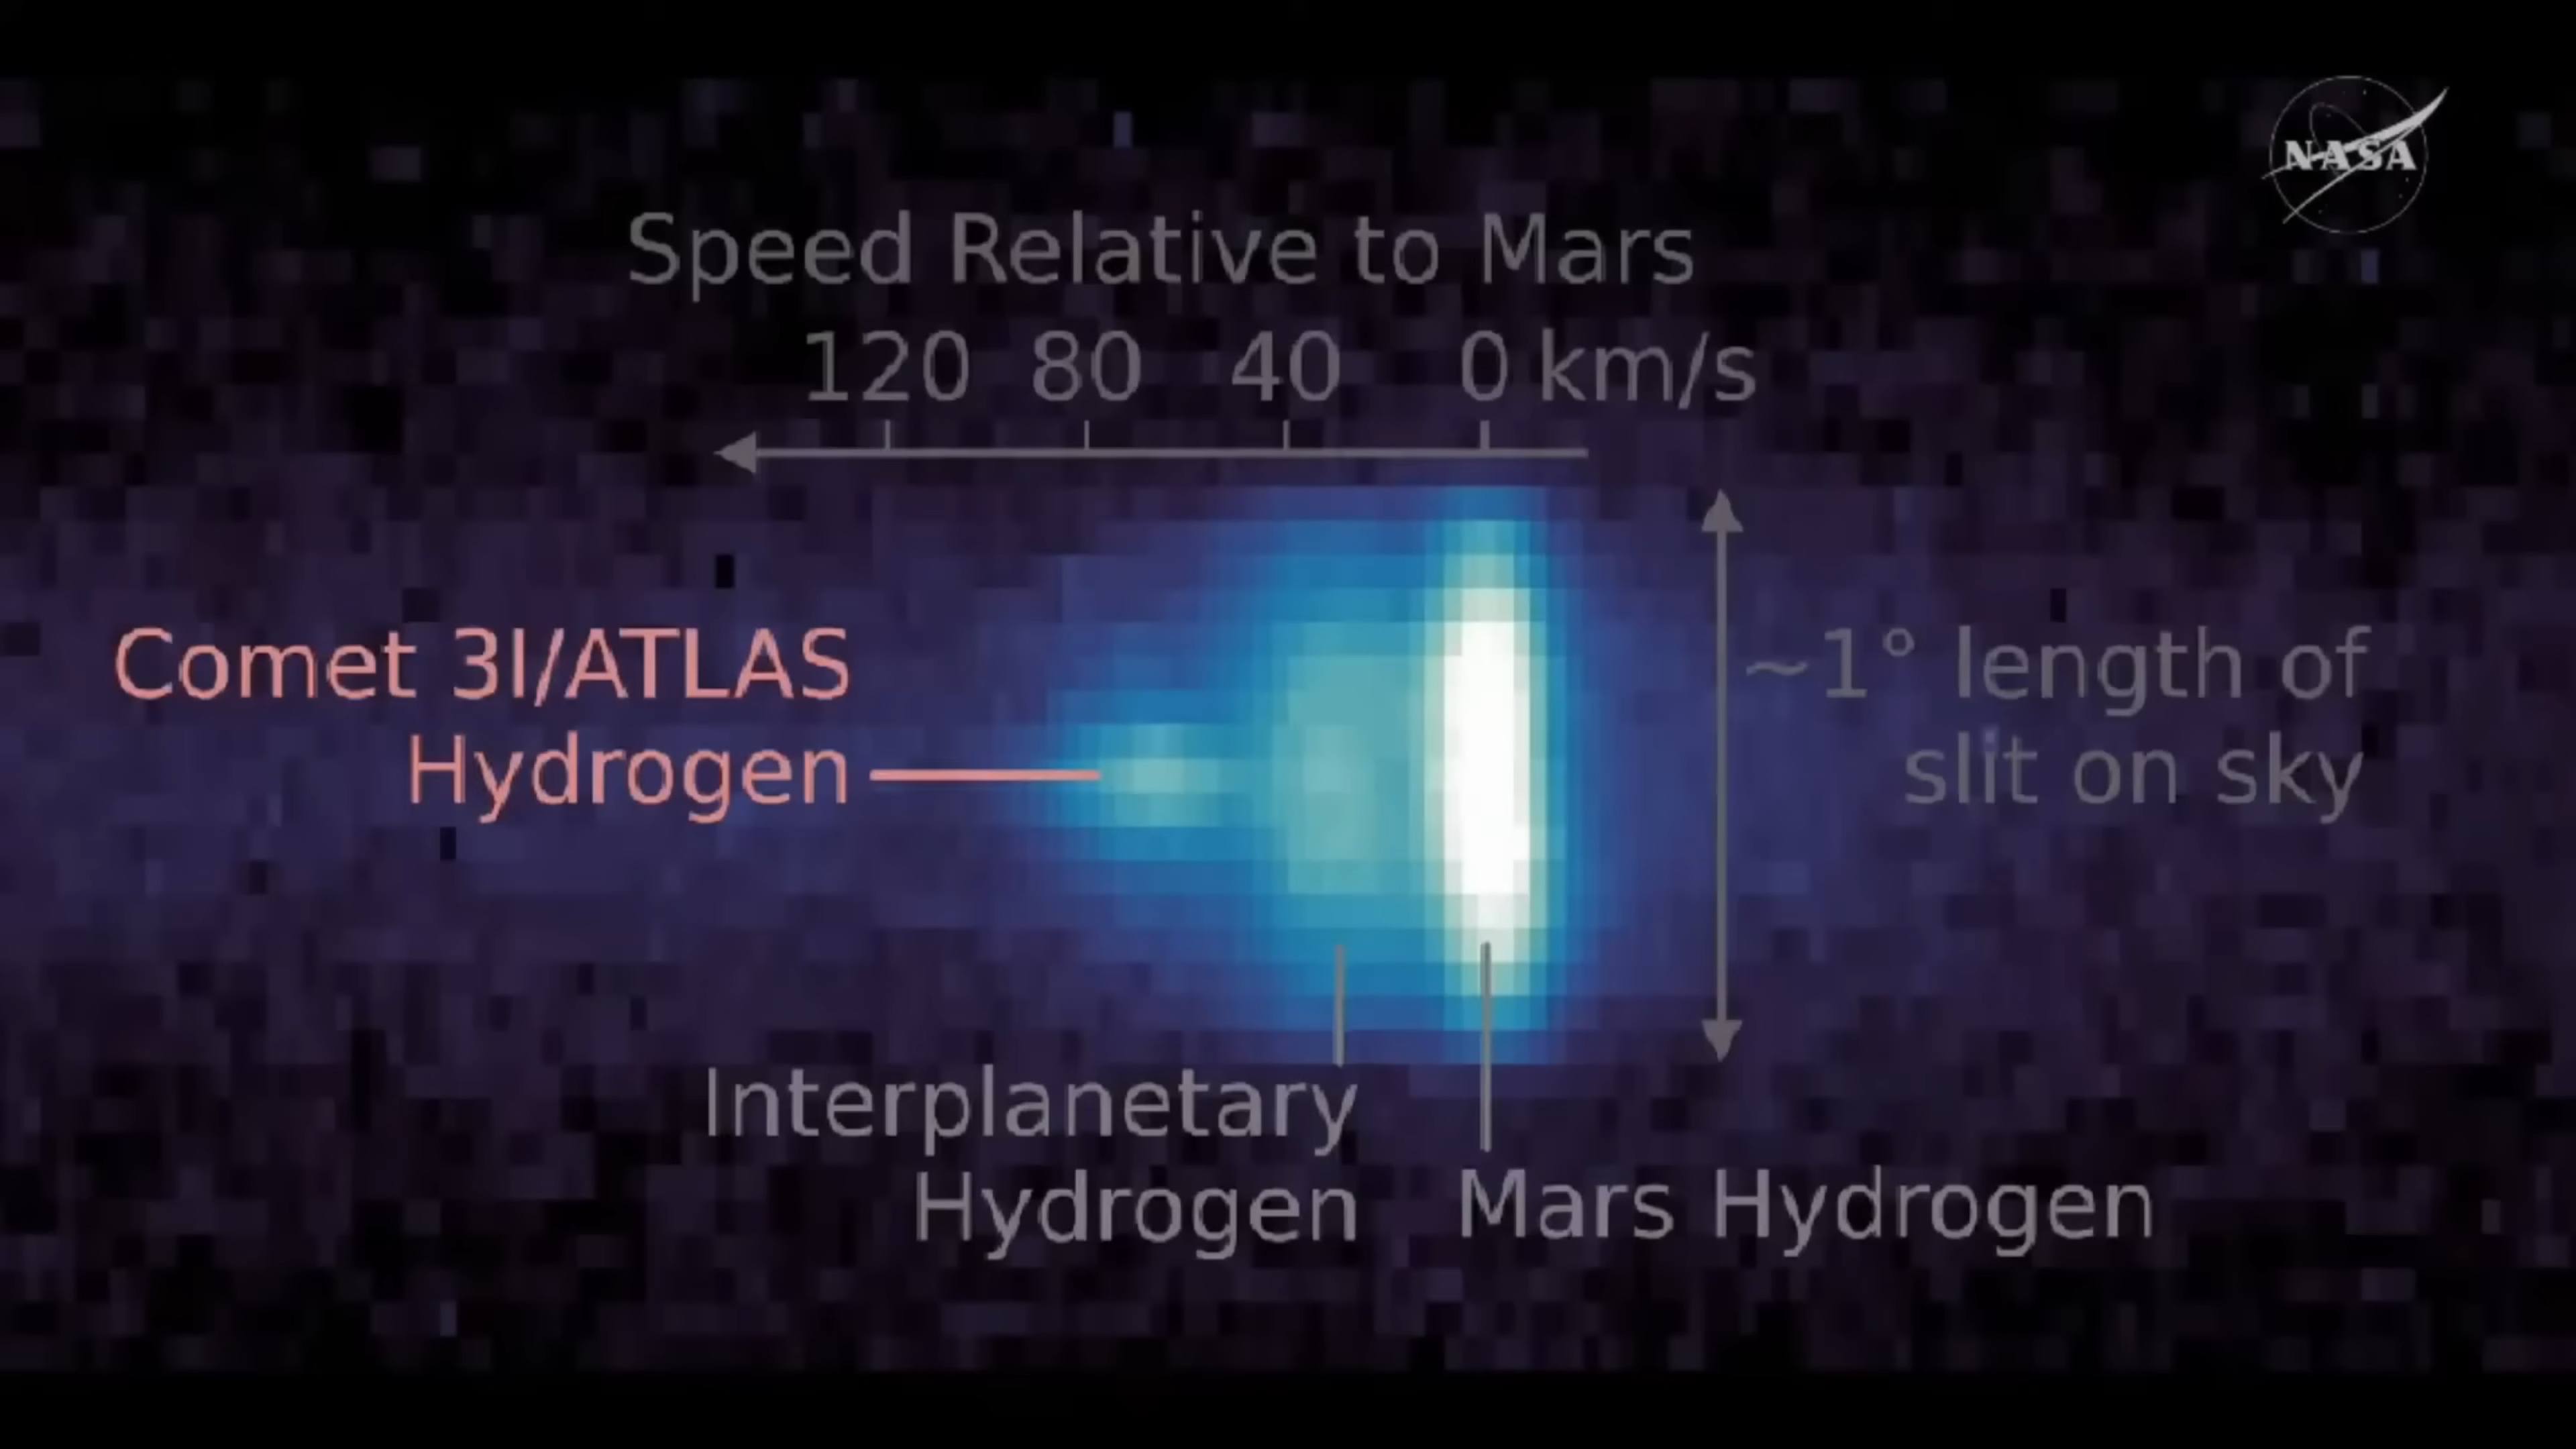 NASA
Speed Relative to Mars
120 80 40 0 km/s
Comet 3I/ATLAS
Hydrogen
~1° length of
slit on sky
Interplanetary
Hydrogen
Mars Hydrogen